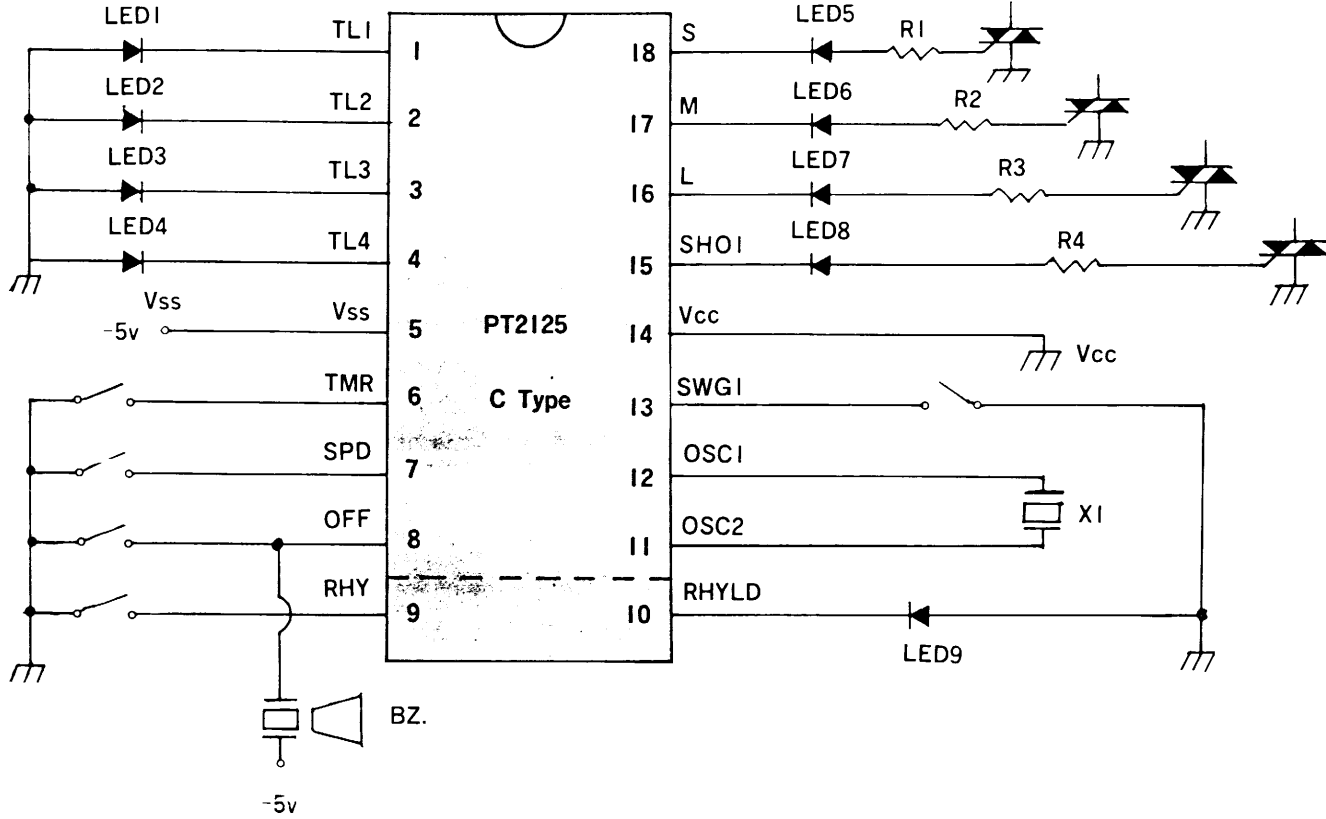 LED1
TL1
1
LED2
TL2
2
LED3
TL3
3
LED4
TL4
4
Vss
-5v
Vss
5
TMR
6
SPD
7
OFF
8
RHY
9
BZ.
-5v
PT2125
C Type
18
S
LED5
R1
17
M
LED6
R2
16
L
LED7
R3
15
SHO1
LED8
R4
14
Vcc
Vcc
13
SWG1
12
OSC1
X1
11
OSC2
10
RHYLD
LED9